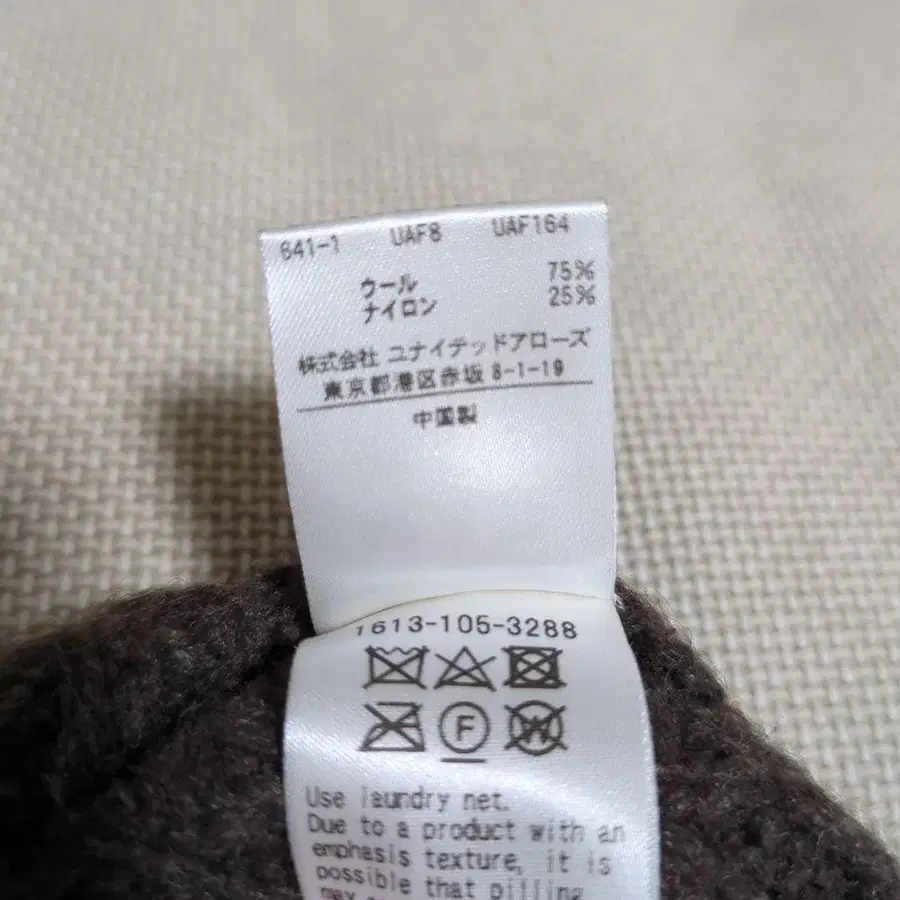 641-1 UAF8 UAF164
ウール 75%
ナイロン 25%
株式会社 ユナイテッドアローズ
東京都港区赤坂 8-1-19
中国製
1613-105-3288
F W
Use laundry net.
Due to a product with an
emphasis texture, it is
possible that pilling
may